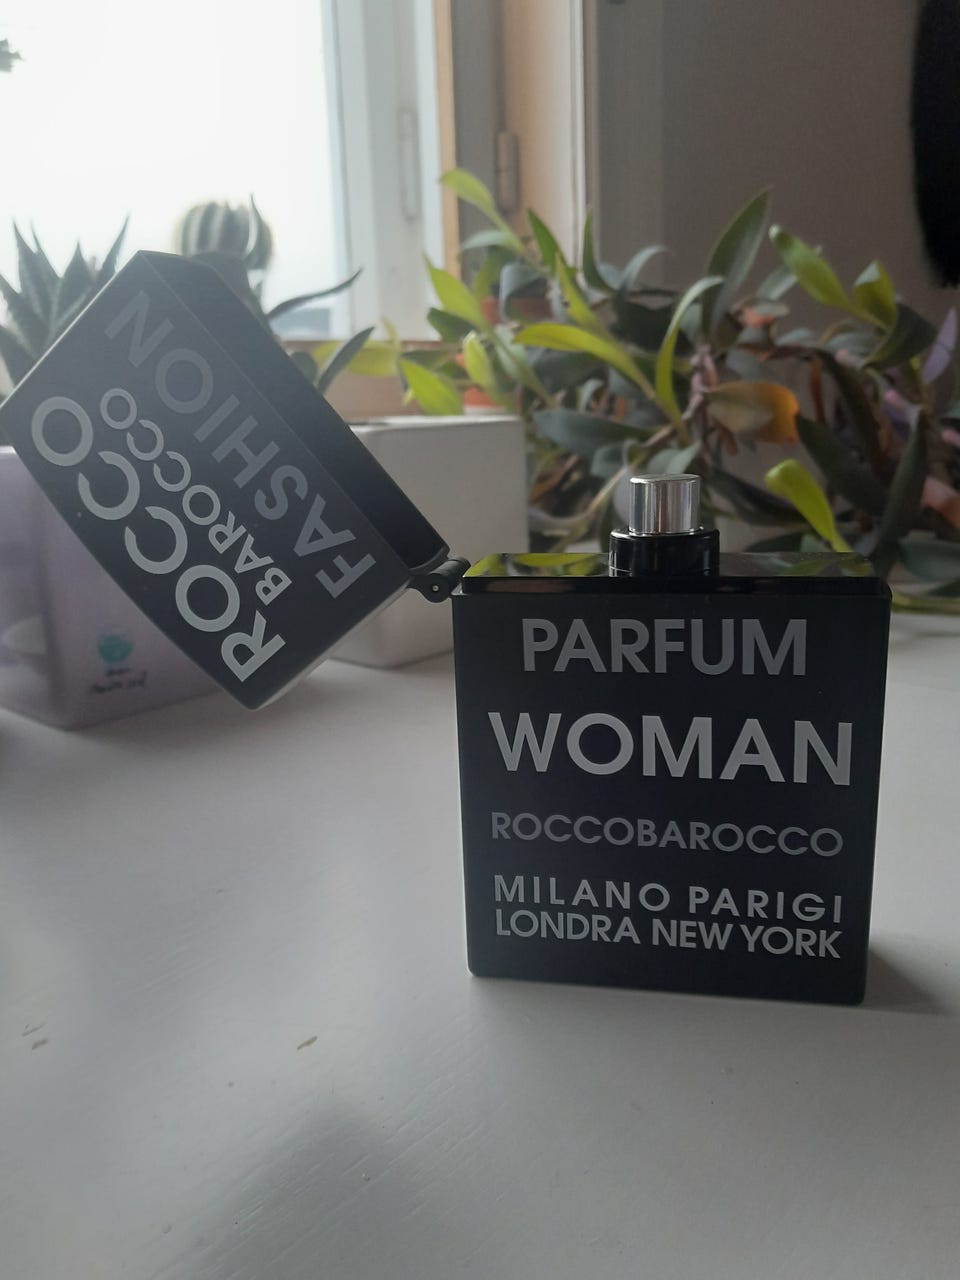 ROCCO
BAROCCO
FASHION
PARFUM
WOMAN
ROCCOBAROCCO
MILANO PARIGI
LONDRA NEW YORK